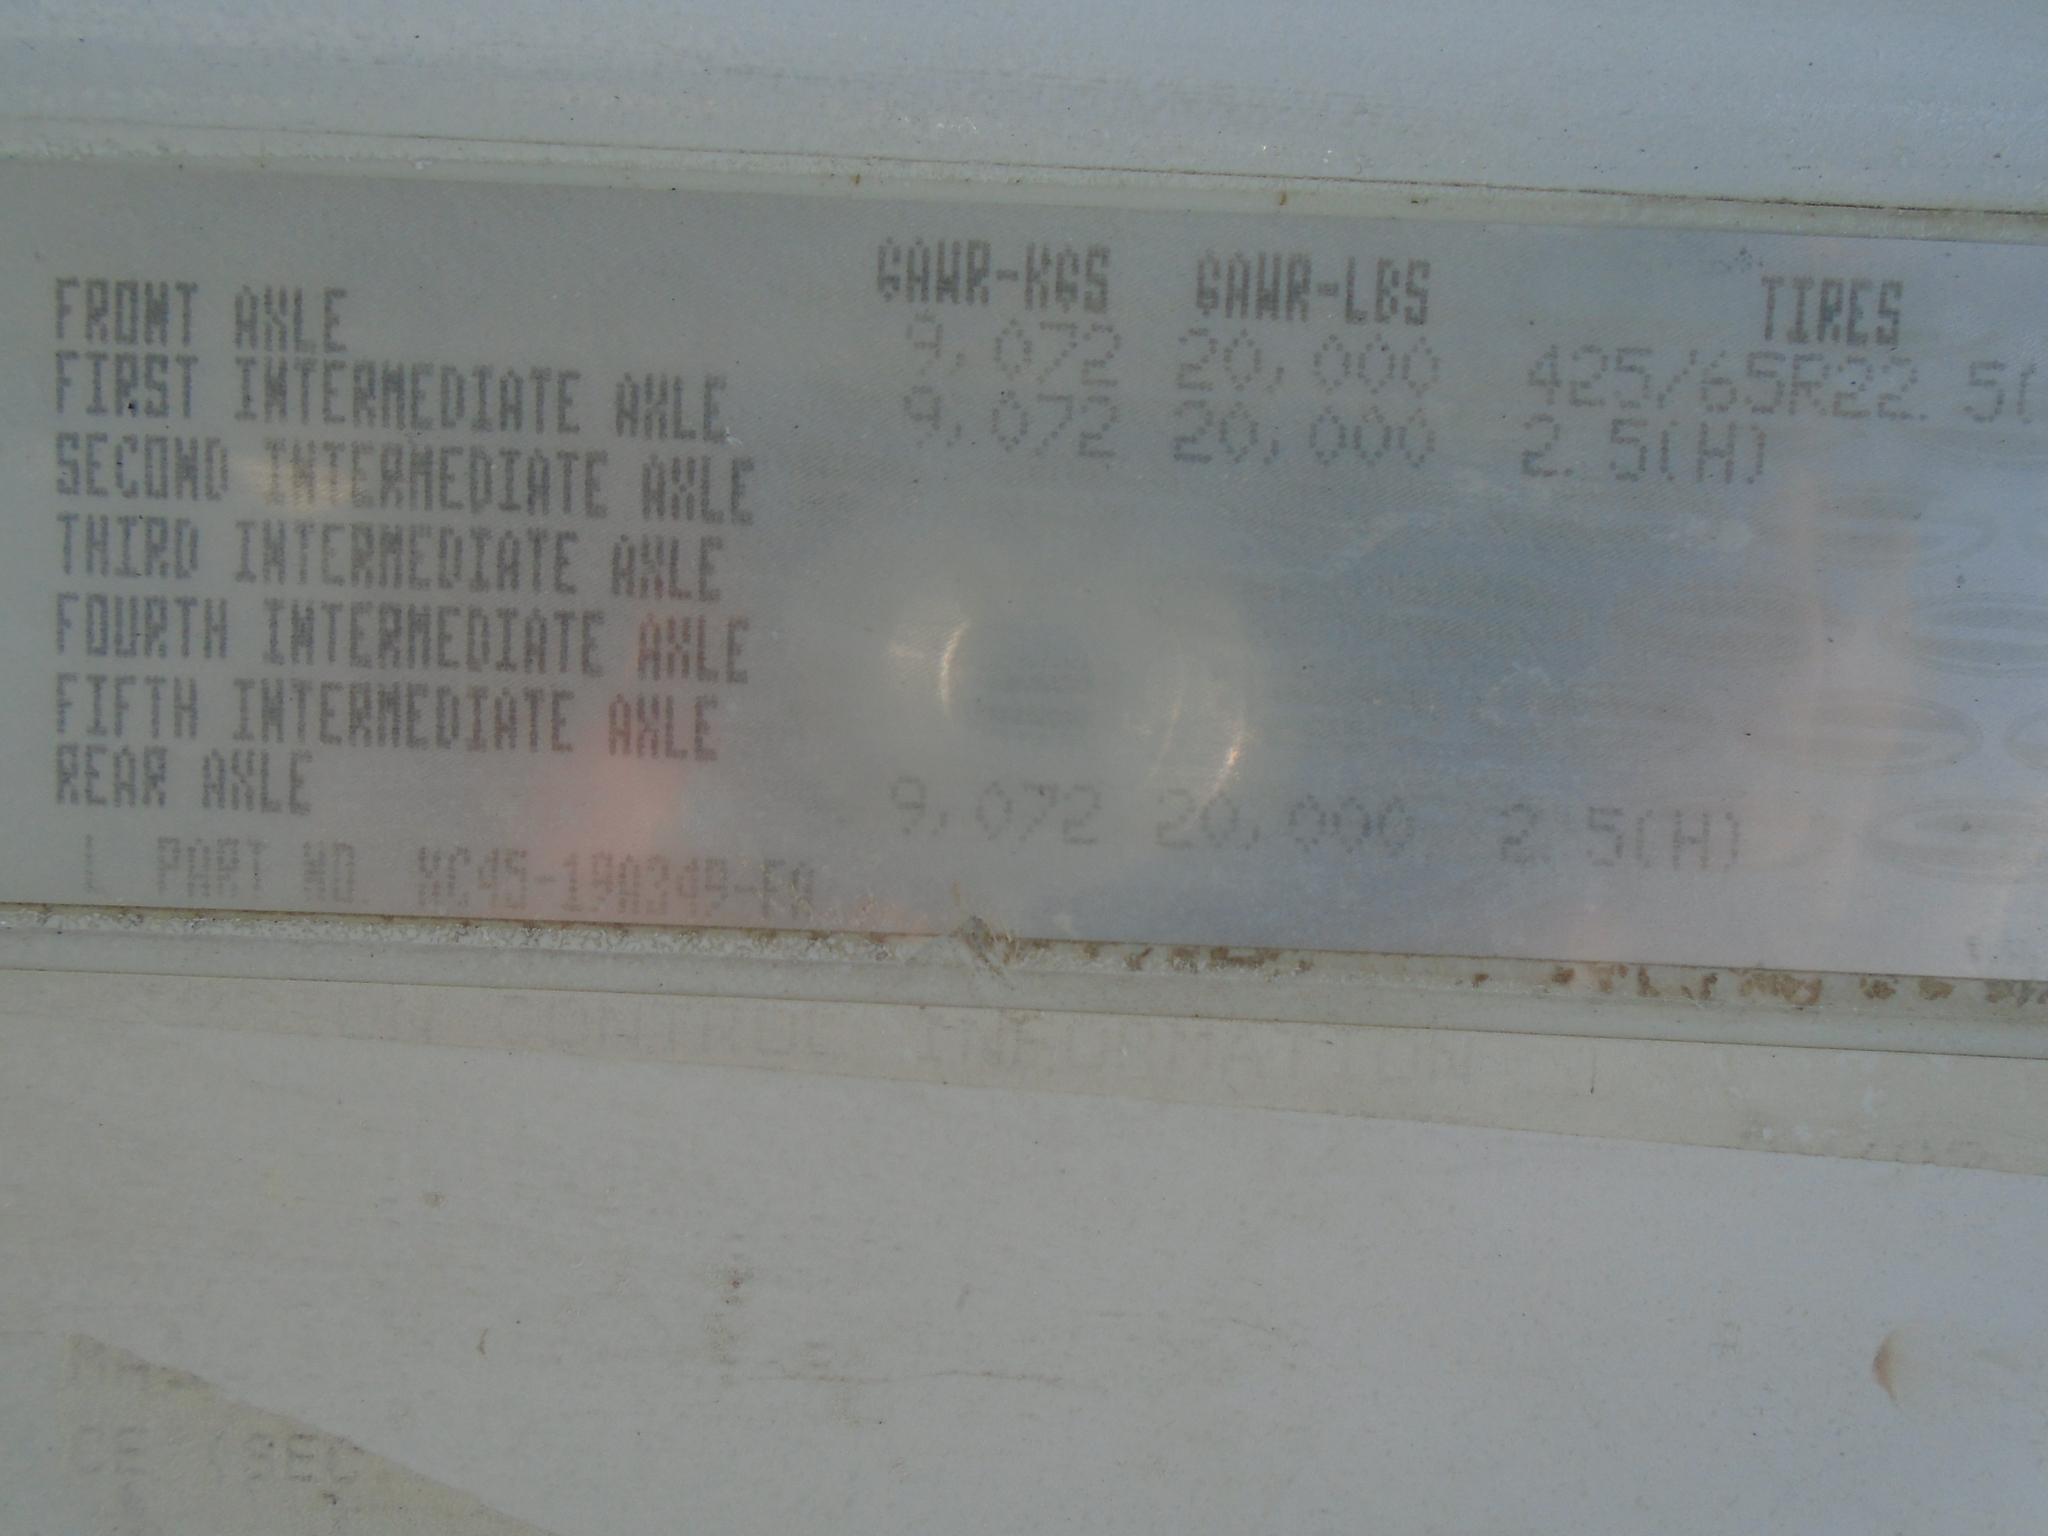 GAWR-KGS GAWR-LBS TIRES
FRONT AXLE 9,072 20,000 425/65R22.5(
FIRST INTERMEDIATE AXLE 9,072 20,000 2.5(H)
SECOND INTERMEDIATE AXLE
THIRD INTERMEDIATE AXLE
FOURTH INTERMEDIATE AXLE
FIFTH INTERMEDIATE AXLE
REAR AXLE 9,072 20,000 2.5(H)
PART NO.
CONTROL INFORMATION